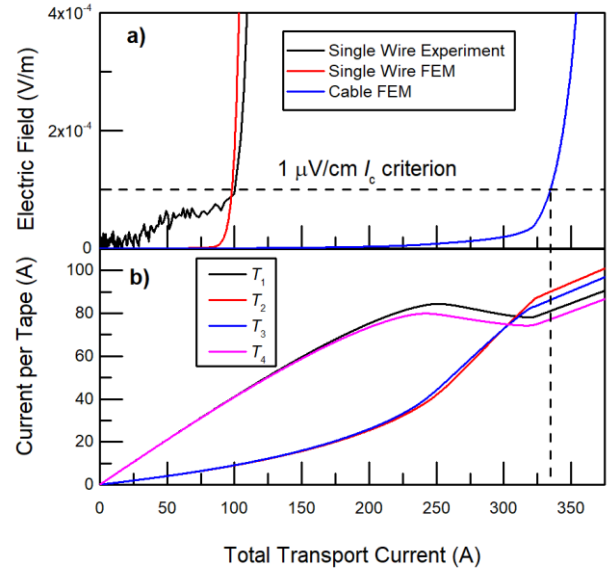 4x10⁻⁴
a)
Single Wire Experiment
Single Wire FEM
Cable FEM
Electric Field (V/m)
2x10⁻⁴
1 μV/cm I_c criterion
0
b)
100
T₁
T₂
T₃
T₄
Current per Tape (A)
80
60
40
20
0
0 50 100 150 200 250 300 350
Total Transport Current (A)